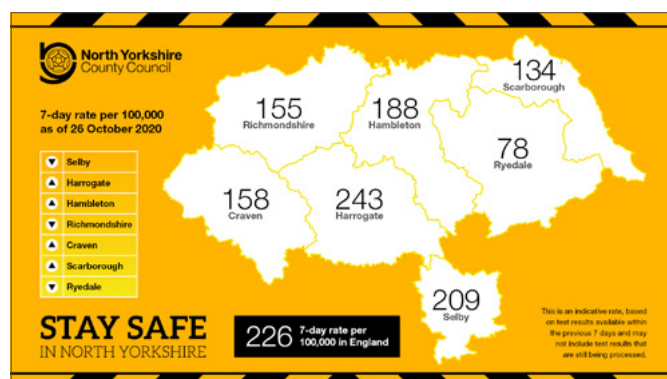 North Yorkshire
County Council
7-day rate per 100,000
as of 26 October 2020
Selby
Harrogate
Hambleton
Richmondshire
Craven
Scarborough
Ryedale
134
Scarborough
155
Richmondshire
188
Hambleton
78
Ryedale
158
Craven
243
Harrogate
209
Selby
STAY SAFE
IN NORTH YORKSHIRE
226 7-day rate per
100,000 in England
This is an indicative rate, based
on test results available within
the previous 7 days and may
not include test results that
are still being processed.